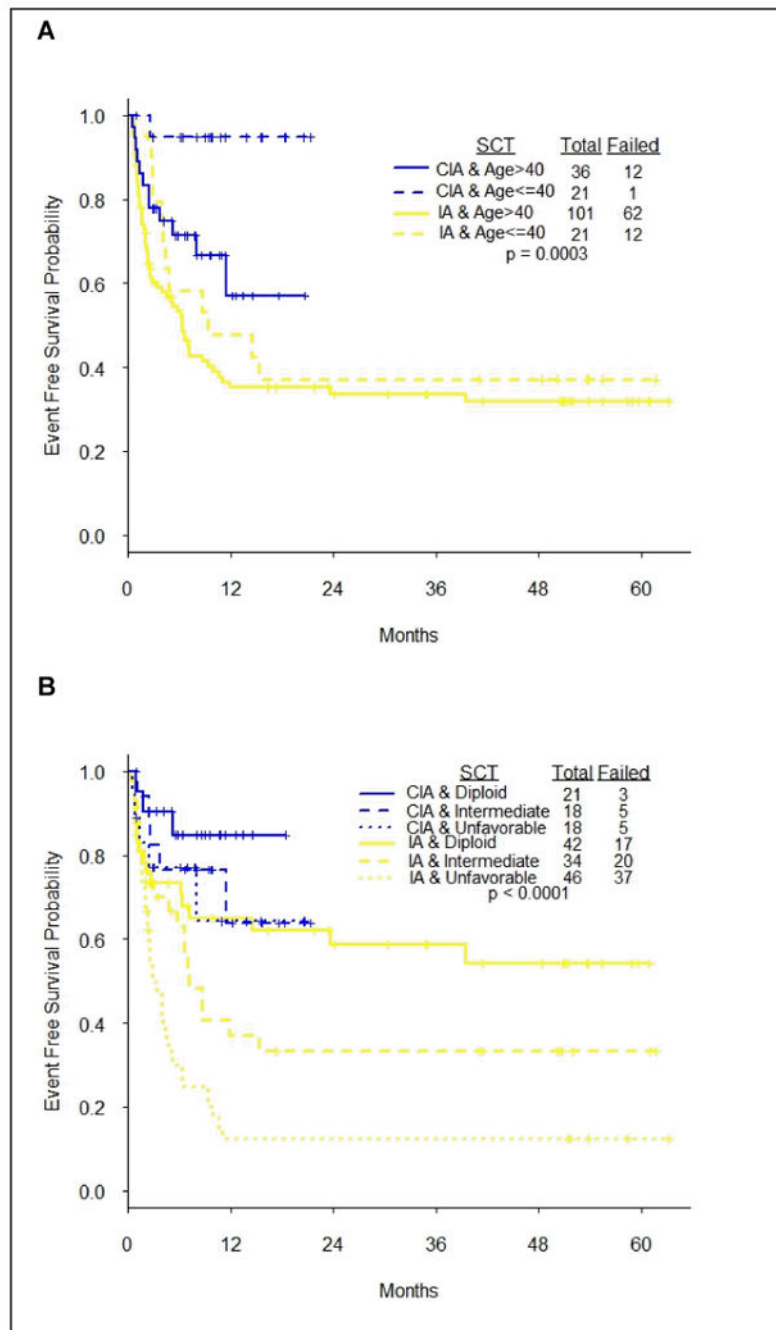 A
SCT Total Failed
CIA & Age>40 36 12
CIA & Age<=40 21 1
IA & Age>40 101 62
IA & Age<=40 21 12
p = 0.0003
Event Free Survival Probability
1.0
0.8
0.6
0.4
0.2
0.0
0 12 24 36 48 60
Months
B
SCT Total Failed
CIA & Diploid 21 3
CIA & Intermediate 18 5
CIA & Unfavorable 18 5
IA & Diploid 42 17
IA & Intermediate 34 20
IA & Unfavorable 46 37
p < 0.0001
Event Free Survival Probability
1.0
0.8
0.6
0.4
0.2
0.0
0 12 24 36 48 60
Months